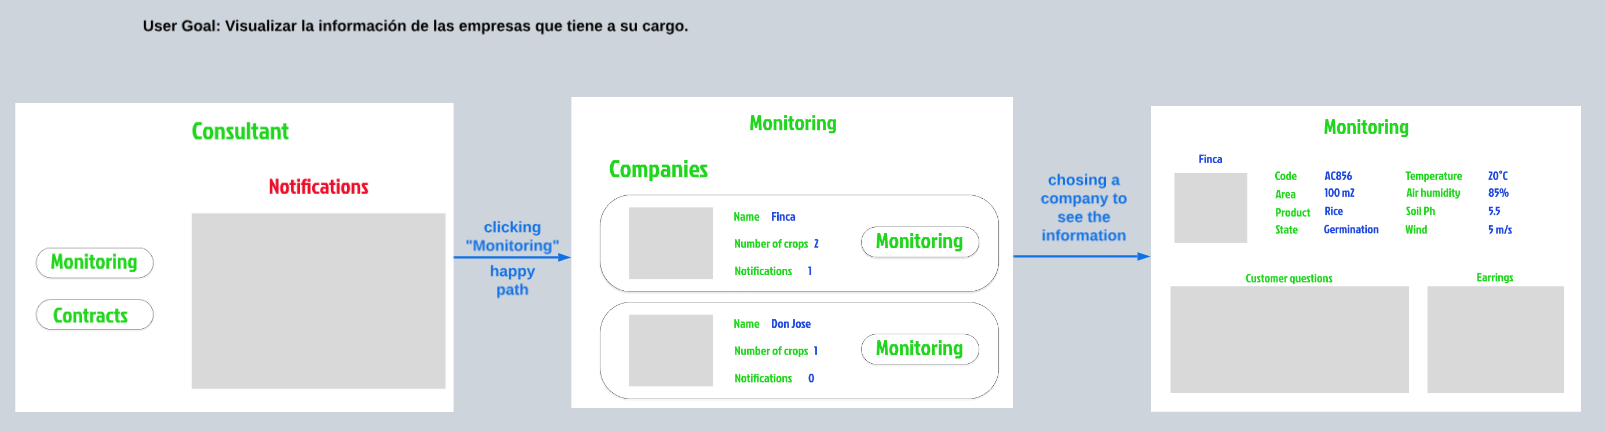 User Goal: Visualizar la información de las empresas que tiene a su cargo.
Consultant
Notifications
Monitoring
Contracts
clicking
"Monitoring"
happy
path
Monitoring
Companies
Name Finca
Number of crops 2
Notifications 1
Monitoring
Name Don Jose
Number of crops 1
Notifications 0
Monitoring
chosing a
company to
see the
information
Monitoring
Finca
Code AC856 Temperature 20°C
Area 100 m2 Air humidity 85%
Product Rice Soil Ph 5.5
State Germination Wind 5 m/s
Customer questions
Earrings